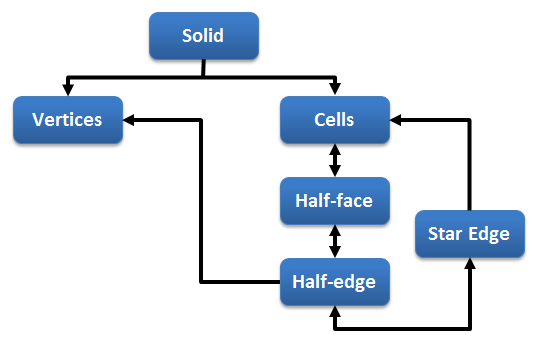 Solid
Vertices
Cells
Half-face
Star Edge
Half-edge